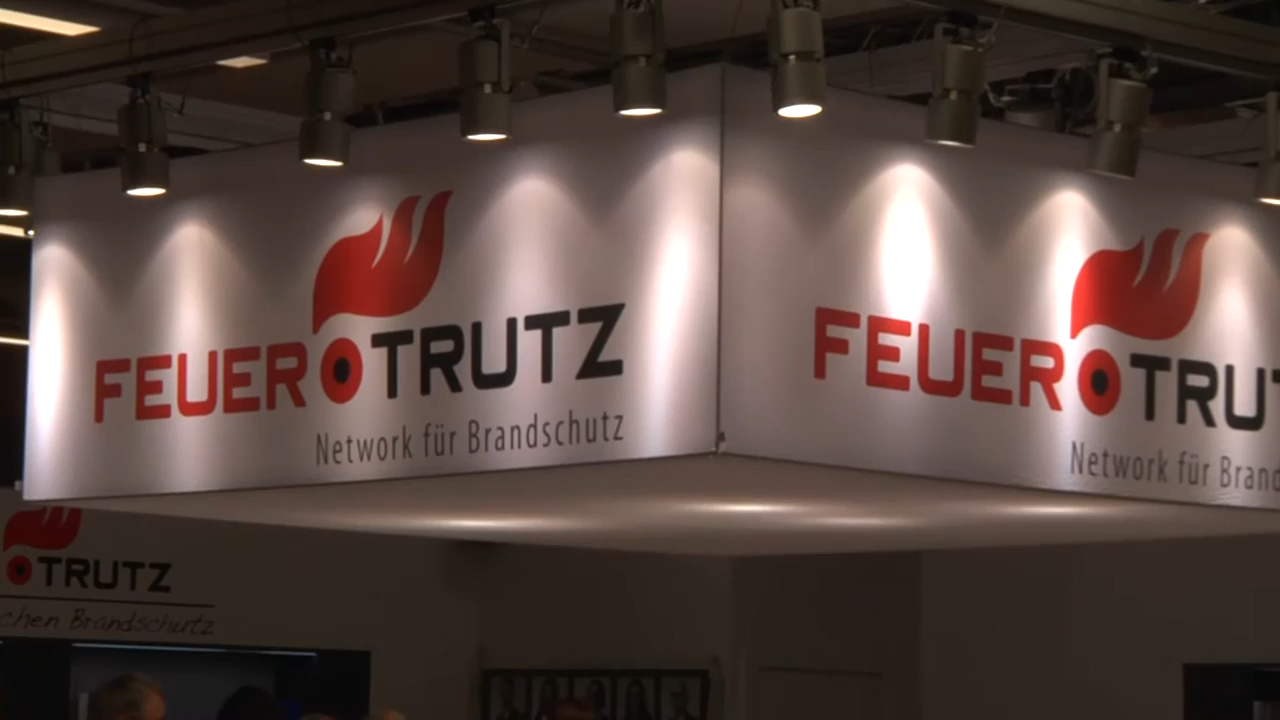 FEUER TRUTZ
Network für Brandschutz
FEUER TRUT
Network für Brand
TRUTZ
chen Brandschutz